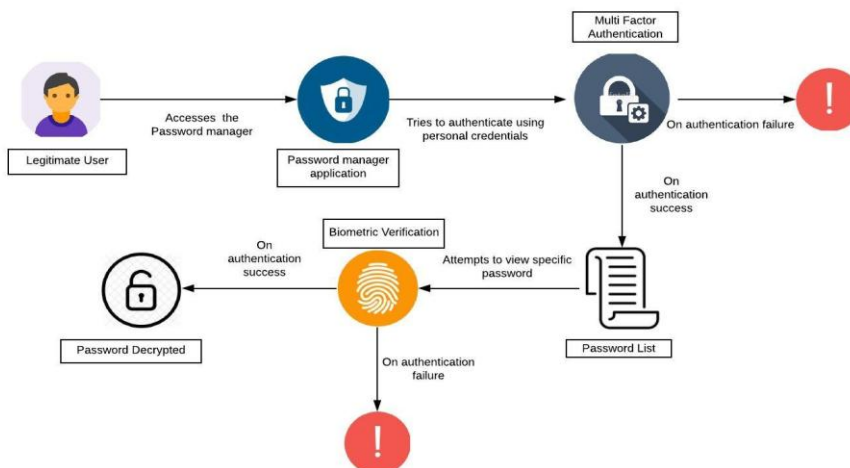 Multi Factor
Authentication
Accesses the
Password manager
Tries to authenticate using
personal credentials
On authentication failure
Legitimate User
Password manager
application
On
authentication
success
Biometric Verification
On
authentication
success
Attempts to view specific
password
Password Decrypted
Password List
On authentication
failure